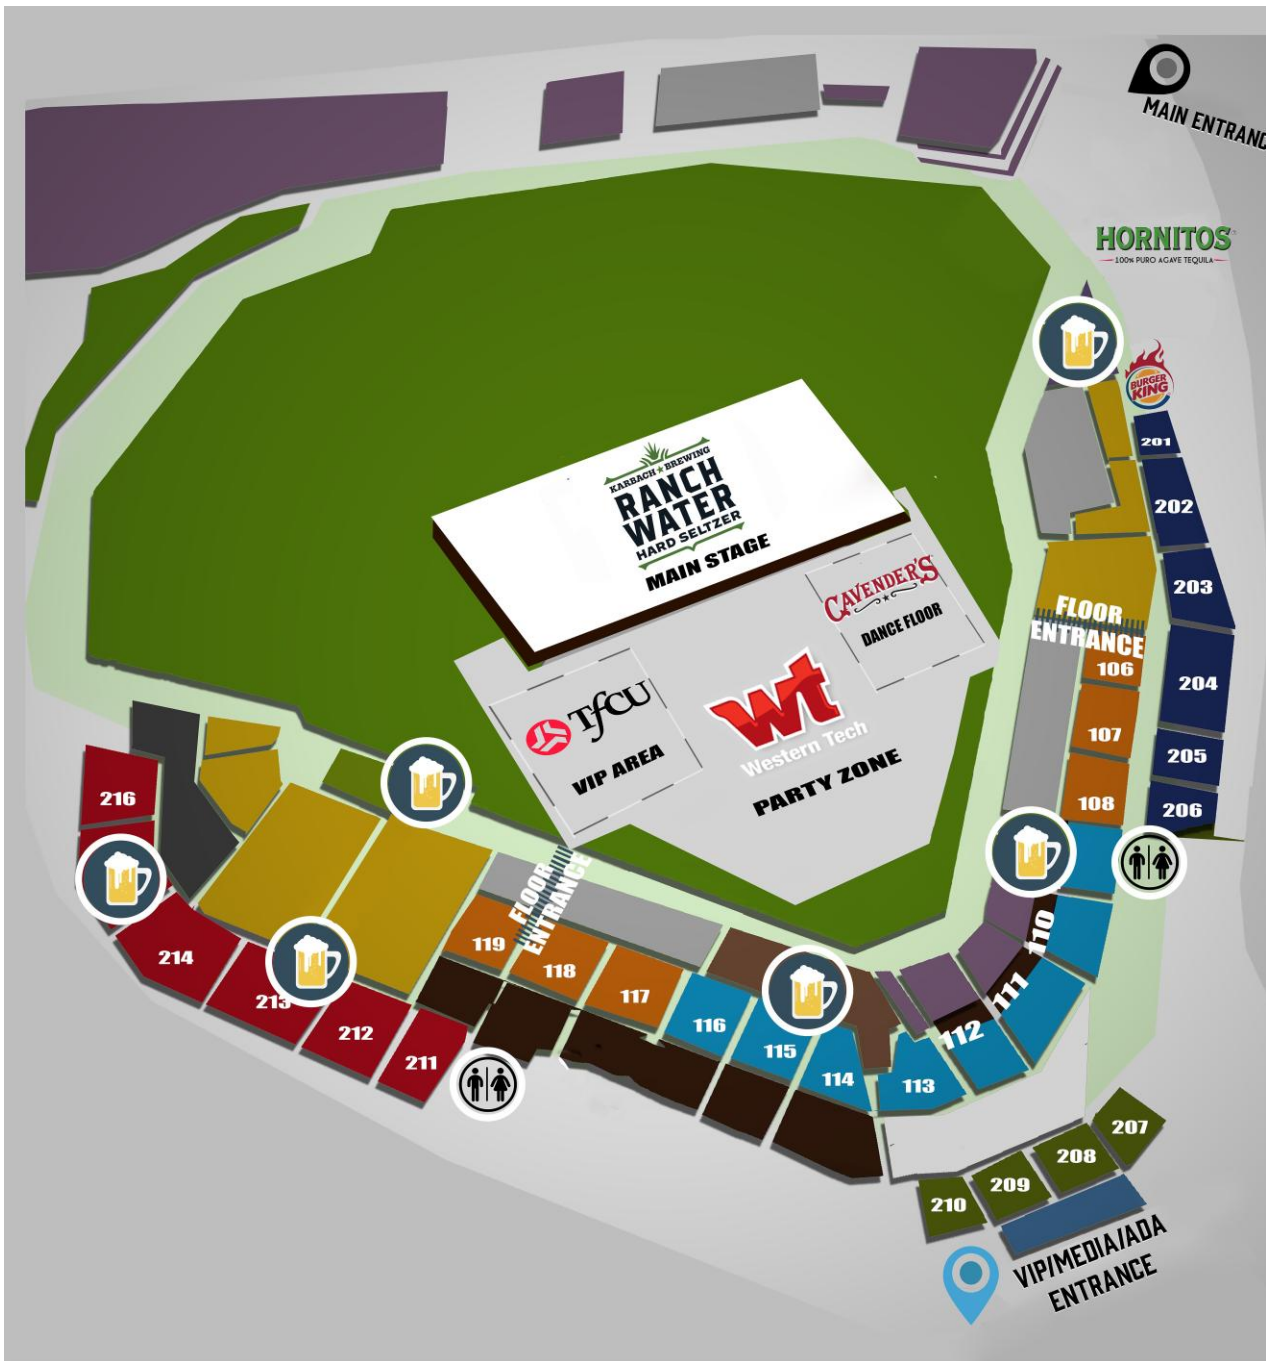 MAIN ENTRANC
HORNITOS
100% PURO AGAVE TEQUILA
BURGER
KING
201
202
203
204
205
206
KARBACH ★ BREWING
RANCH
WATER
HARD SELTZER
MAIN STAGE
CAVENDER'S
DANCE FLOOR
FLOOR
ENTRANCE
106
107
108
TFCU
VIP AREA
wt
Western Tech
PARTY ZONE
216
214
213
212
211
FLOOR
ENTRANCE
119
118
117
116
115
114
113
112
111
110
207
208
209
210
VIP/MEDIA/ADA
ENTRANCE